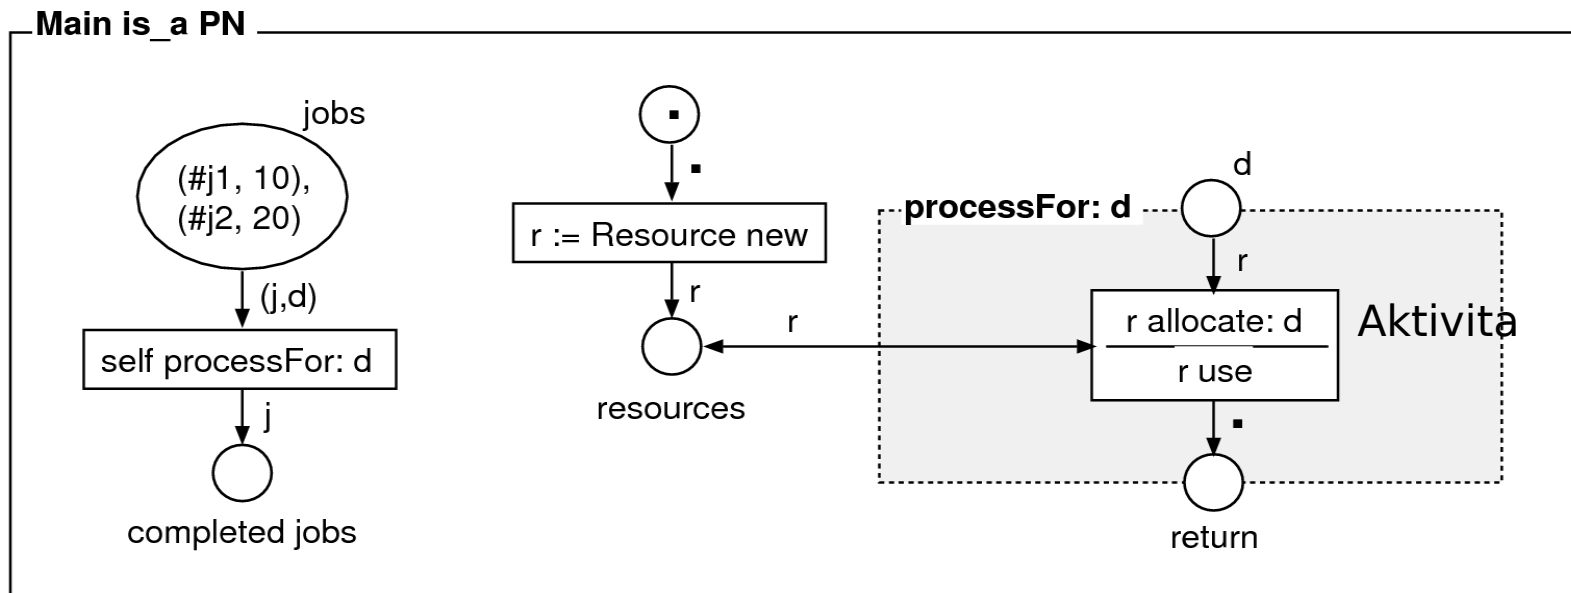 Main is_a PN
jobs
(#j1, 10),
(#j2, 20)
(j,d)
self processFor: d
j
completed jobs
r := Resource new
r
resources
r
processFor: d
d
r
r allocate: d
r use
Aktivita
return